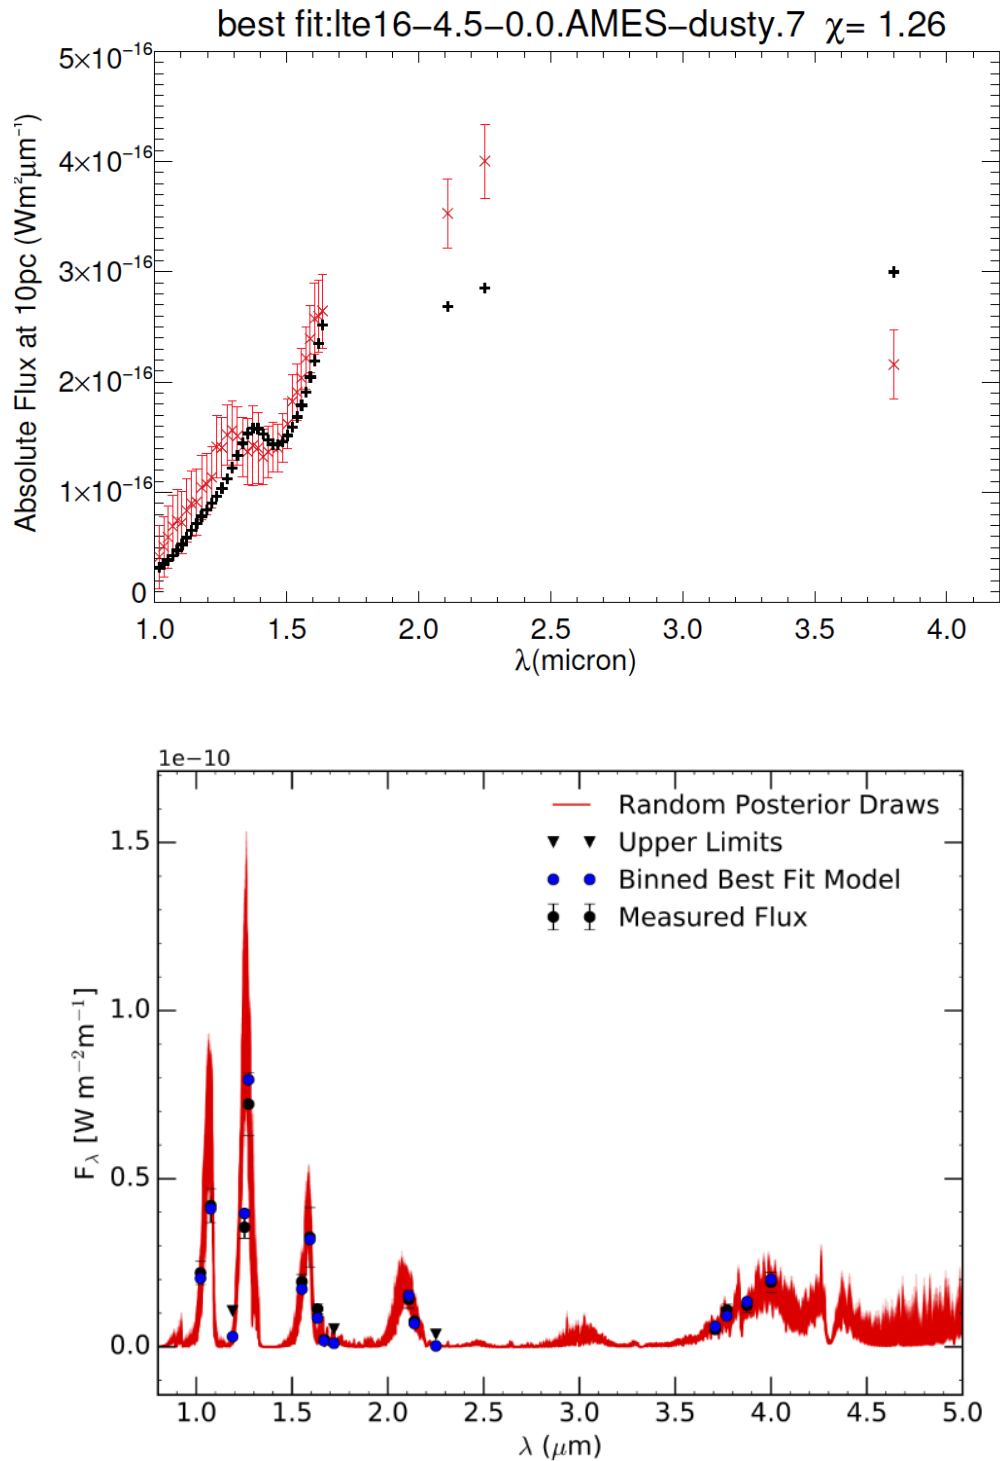 best fit:lte16−4.5−0.0.AMES−dusty.7 χ= 1.26
Absolute Flux at 10pc (Wm²μm⁻¹)
5×10⁻¹⁶
4×10⁻¹⁶
3×10⁻¹⁶
2×10⁻¹⁶
1×10⁻¹⁶
0
1.0 1.5 2.0 2.5 3.0 3.5 4.0
λ(micron)
1e−10
Random Posterior Draws
Upper Limits
Binned Best Fit Model
Measured Flux
F_λ [W m⁻²m⁻¹]
1.5
1.0
0.5
0.0
1.0 1.5 2.0 2.5 3.0 3.5 4.0 4.5 5.0
λ (μm)